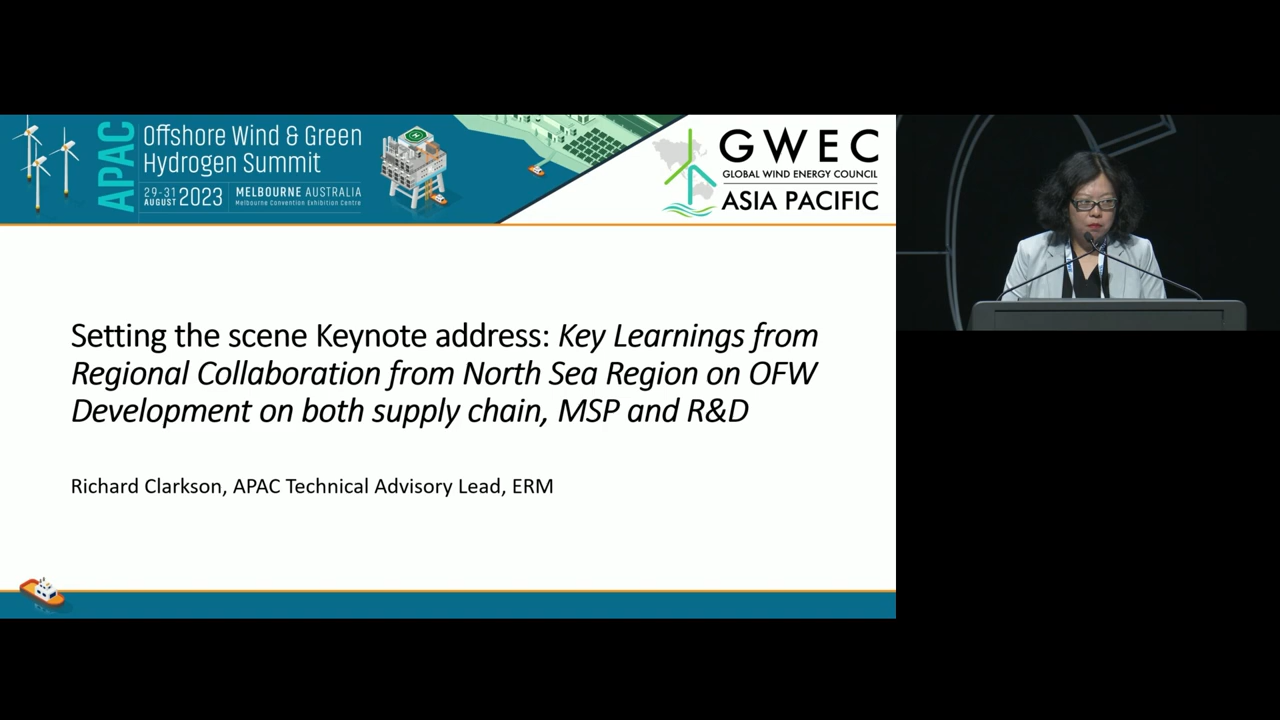 APAC
Offshore Wind & Green
Hydrogen Summit
29-31
AUGUST 2023
MELBOURNE AUSTRALIA
Melbourne Convention Exhibition Centre
GWEC
GLOBAL WIND ENERGY COUNCIL
ASIA PACIFIC
Setting the scene Keynote address: Key Learnings from
Regional Collaboration from North Sea Region on OFW
Development on both supply chain, MSP and R&D
Richard Clarkson, APAC Technical Advisory Lead, ERM